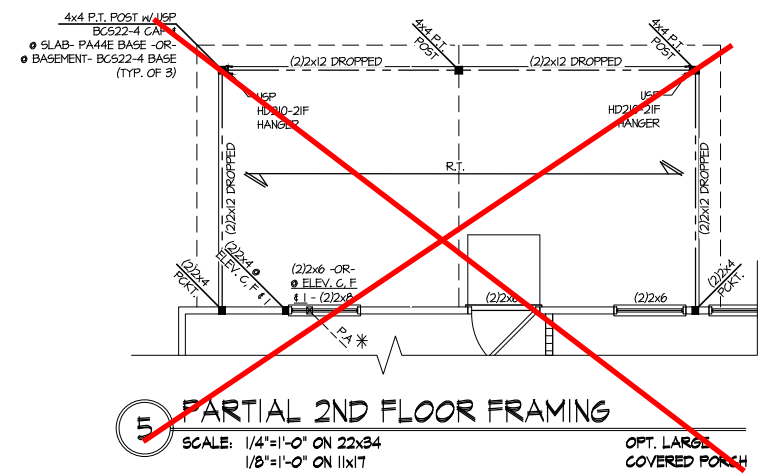 4x4 P.T. POST W/ USP
BCS22-4 CAP &
@ SLAB- PA44E BASE -OR-
@ BASEMENT- BCS22-4 BASE
(TYP. OF 3)
4x4 P.T.
POST
4x4 P.T.
POST
(2)2x12 DROPPED
(2)2x12 DROPPED
USP
HD210-2IF
HANGER
USP
HD210-2IF
HANGER
R.T.
(2)2x12 DROPPED
(2)2x12 DROPPED
(2)2x4
PCKT.
(2)2x4 @
ELEV. C, F & I
(2)2x6 -OR-
@ ELEV. C, F
& I - (2)2x8
(2)2x6
(2)2x6
(2)2x4
PCKT.
P.A. *
5
PARTIAL 2ND FLOOR FRAMING
SCALE: 1/4"=1'-0" ON 22x34
1/8"=1'-0" ON 11x17
OPT. LARGE
COVERED PORCH